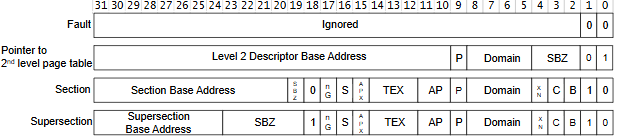 31 30 29 28 27 26 25 24 23 22 21 20 19 18 17 16 15 14 13 12 11 10 9 8 7 6 5 4 3 2 1 0
Fault Ignored 0 0
Pointer to 2nd level page table Level 2 Descriptor Base Address P Domain SBZ 0 1
Section Section Base Address SBZ 0 nG S APX TEX AP P Domain XN C B 1 0
Supersection Supersection Base Address SBZ 1 nG S APX TEX AP P Domain XN C B 1 0